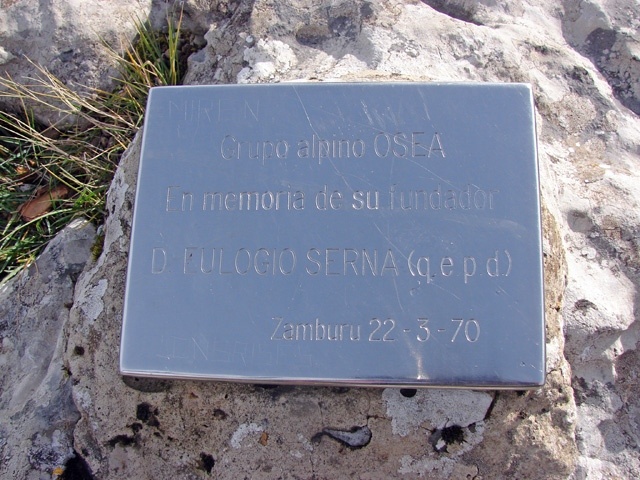 Grupo alpino OSEA
En memoria de su fundador
D. EULOGIO SERNA (q e p d)
Zamburu 22 - 3 - 70